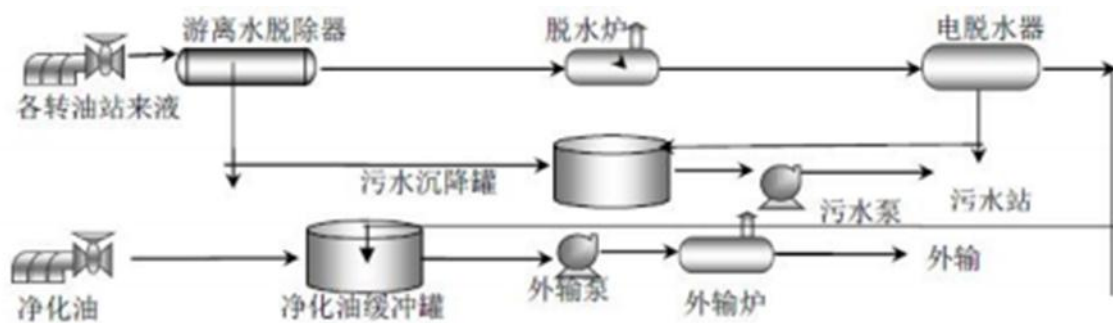 游离水脱除器
脱水炉
电脱水器
各转油站来液
污水沉降罐
污水泵
污水站
净化油
净化油缓冲罐
外输泵
外输炉
外输